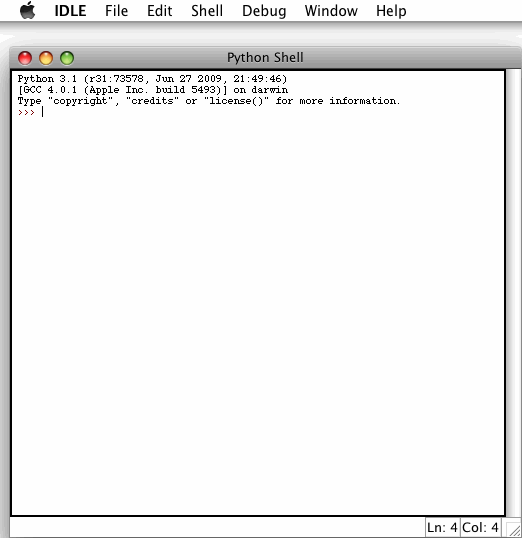 IDLE File Edit Shell Debug Window Help
Python Shell
Python 3.1 (r31:73578, Jun 27 2009, 21:49:46)
[GCC 4.0.1 (Apple Inc. build 5493)] on darwin
Type "copyright", "credits" or "license()" for more information.
>>>
Ln: 4 Col: 4